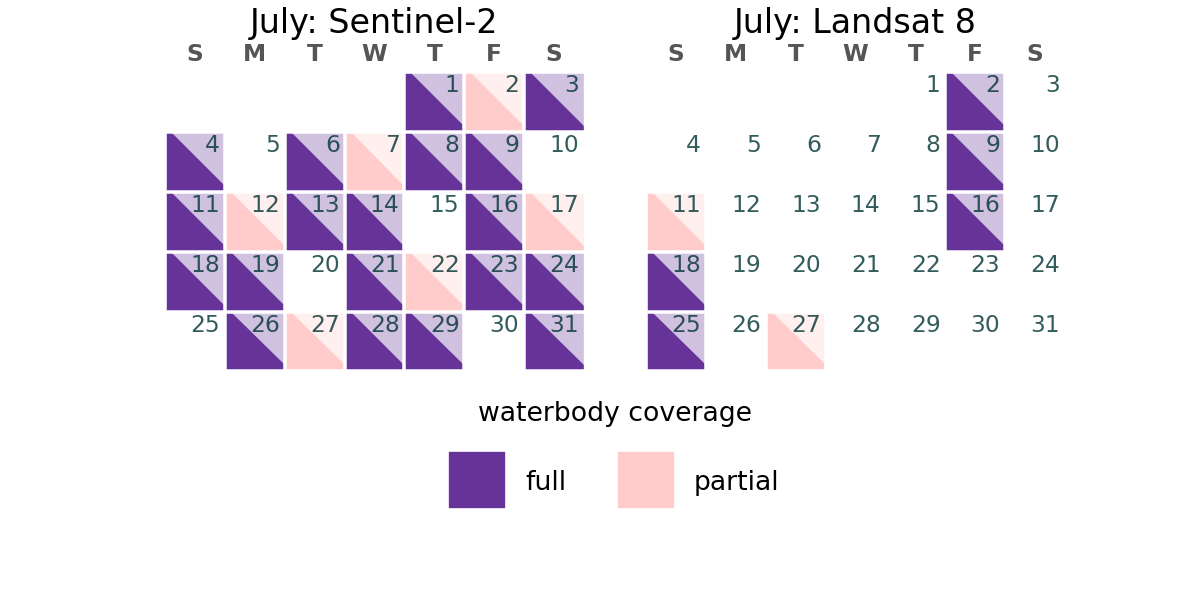 July: Sentinel-2
S M T W T F S
1 2 3
4 5 6 7 8 9 10
11 12 13 14 15 16 17
18 19 20 21 22 23 24
25 26 27 28 29 30 31
July: Landsat 8
S M T W T F S
1 2 3
4 5 6 7 8 9 10
11 12 13 14 15 16 17
18 19 20 21 22 23 24
25 26 27 28 29 30 31
waterbody coverage
full partial